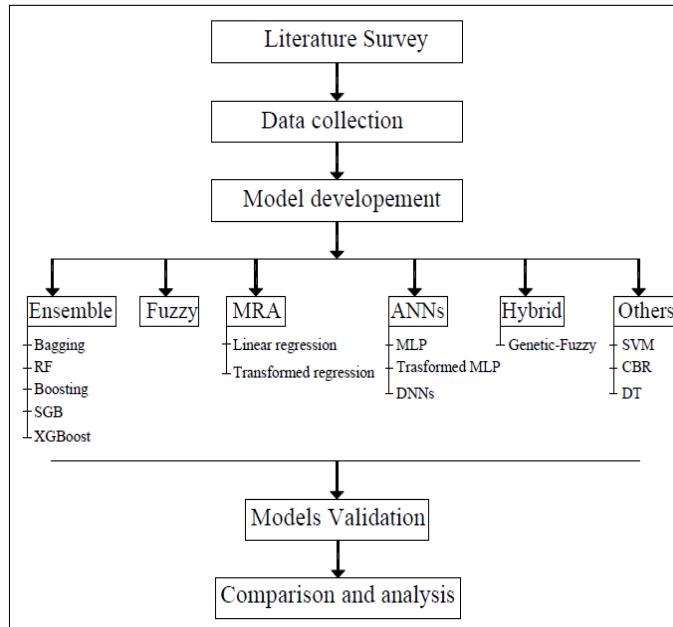 Literature Survey
Data collection
Model developement
Ensemble
Bagging
RF
Boosting
SGB
XGBoost
Fuzzy
MRA
Linear regression
Transformed regression
ANNs
MLP
Trasformed MLP
DNNs
Hybrid
Genetic-Fuzzy
Others
SVM
CBR
DT
Models Validation
Comparison and analysis